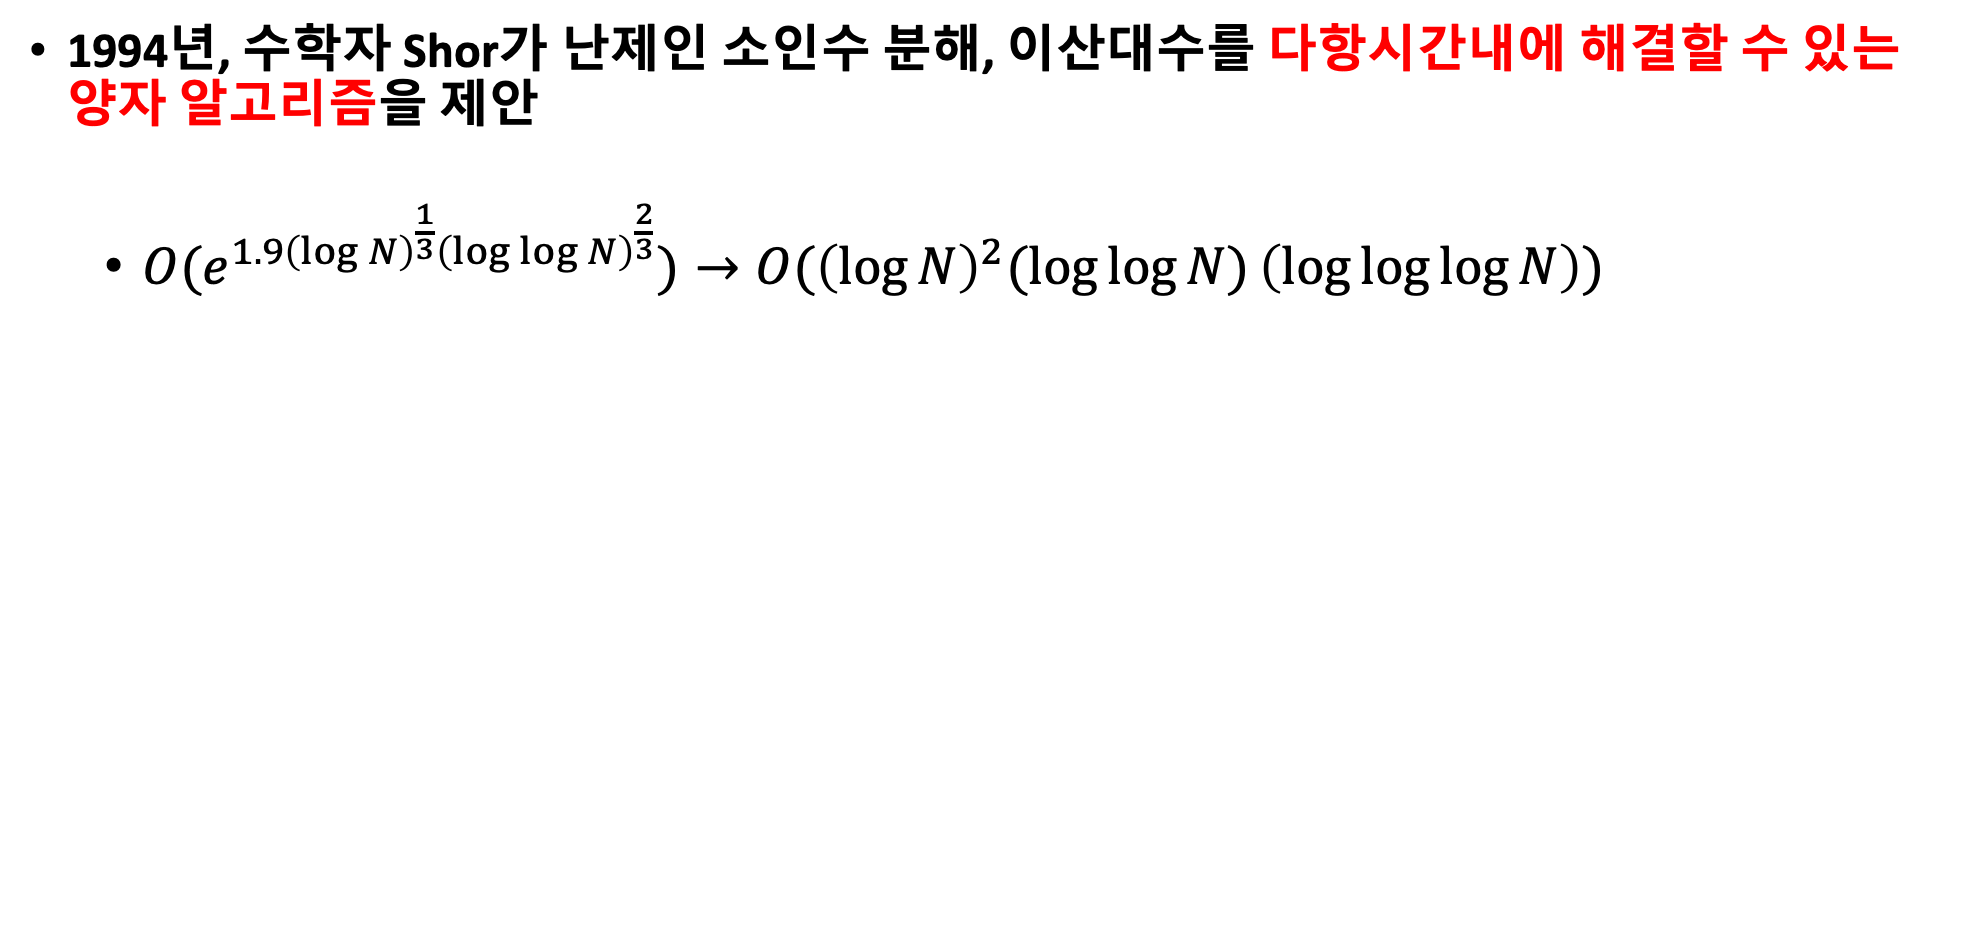 • 1994년, 수학자 Shor가 난제인 소인수 분해, 이산대수를 다항시간내에 해결할 수 있는
양자 알고리즘을 제안
• $O(e^{1.9(\log N)^{\frac{1}{3}}(\log \log N)^{\frac{2}{3}}}) \rightarrow O((\log N)^2(\log \log N)(\log \log \log N))$